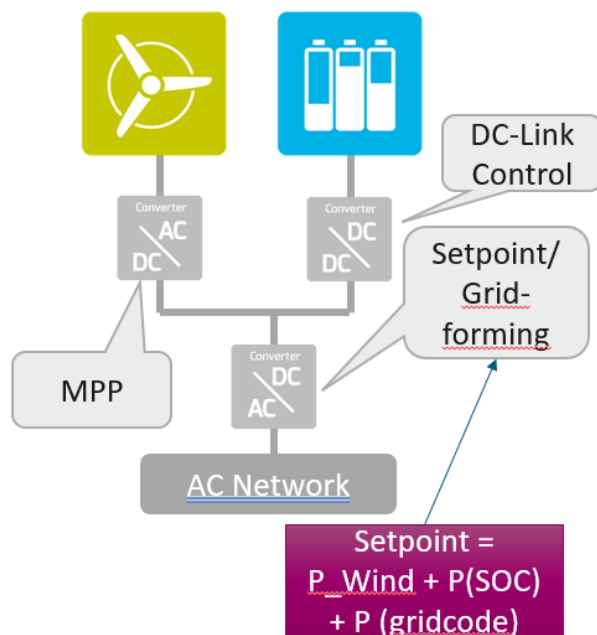 DC-Link
Control
Converter
AC
DC
Converter
DC
DC
Setpoint/
Grid-
forming
MPP
Converter
DC
AC
AC Network
Setpoint =
P_Wind + P(SOC)
+ P (gridcode)